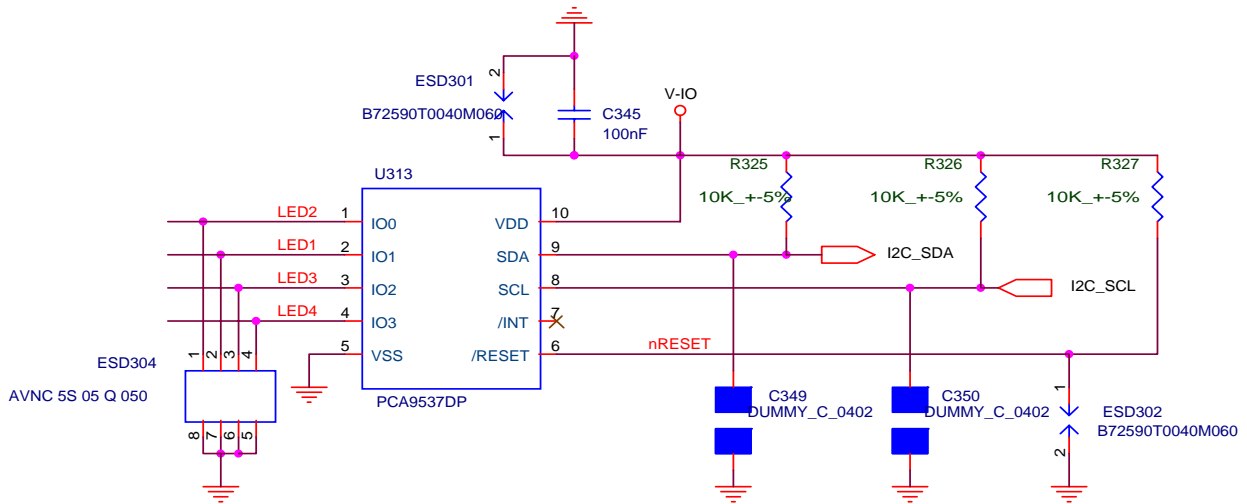 ESD301
B72590T0040M060
2
1
C345
100nF
V-IO
R325
10K_+-5%
R326
10K_+-5%
R327
10K_+-5%
U313
LED2
1
IO0
VDD
10
LED1
2
IO1
SDA
9
I2C_SDA
LED3
3
IO2
SCL
8
I2C_SCL
LED4
4
IO3
/INT
7
5
VSS
/RESET
6
nRESET
PCA9537DP
ESD304
AVNC 5S 05 Q 050
1
2
3
4
8
7
6
5
C349
DUMMY_C_0402
C350
DUMMY_C_0402
1
2
ESD302
B72590T0040M060